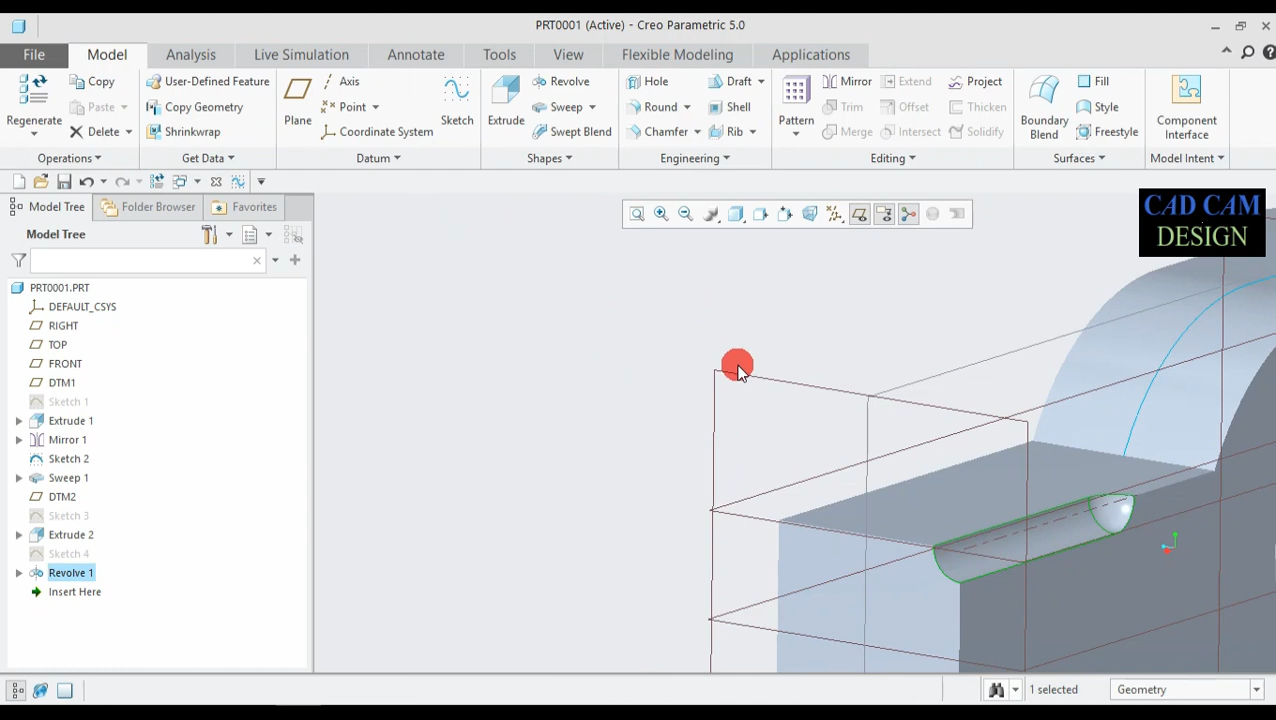 PRT0001 (Active) - Creo Parametric 5.0
File Model Analysis Live Simulation Annotate Tools View Flexible Modeling Applications
Copy User-Defined Feature Axis Revolve Hole Draft Mirror Extend Project Fill
Paste Copy Geometry Point Sweep Round Shell Trim Offset Thicken Style
Regenerate Plane Sketch Extrude Pattern Boundary Blend Component Interface
Delete Shrinkwrap Coordinate System Swept Blend Chamfer Rib Merge Intersect Solidify Freestyle
Operations Get Data Datum Shapes Engineering Editing Surfaces Model Intent
Model Tree Folder Browser Favorites
Model Tree
PRT0001.PRT
DEFAULT_CSYS
RIGHT
TOP
FRONT
DTM1
Sketch 1
Extrude 1
Mirror 1
Sketch 2
Sweep 1
DTM2
Sketch 3
Extrude 2
Sketch 4
Revolve 1
Insert Here
CAD CAM
DESIGN
1 selected Geometry